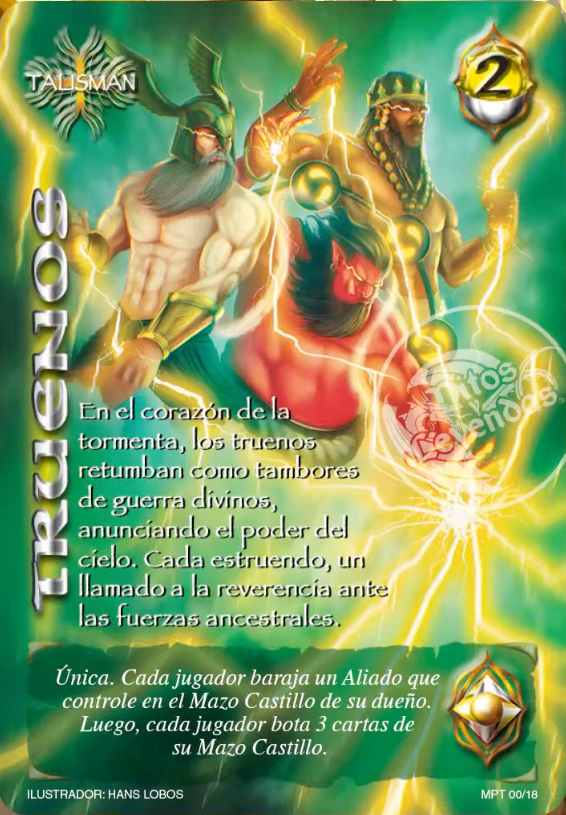 TALISMAN
2
TRUENOS
En el corazón de la
tormenta, los truenos
retumban como tambores
de guerra divinos,
anunciando el poder del
cielo. Cada estruendo, un
llamado a la reverencia ante
las fuerzas ancestrales.
Mitos
y
Leyendas®
Única. Cada jugador baraja un Aliado que
controle en el Mazo Castillo de su dueño.
Luego, cada jugador bota 3 cartas de
su Mazo Castillo.
ILUSTRADOR: HANS LOBOS
MPT 00/18